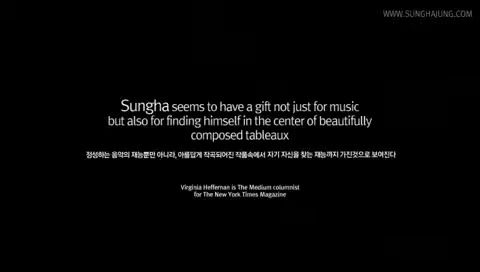 WWW.SUNGHAJUNG.COM
Sungha seems to have a gift not just for music
but also for finding himself in the center of beautifully
composed tableaux
정성하는 음악의 재능뿐만 아니라, 아름답게 작곡되어진 작품속에서 자기 자신을 찾는 재능까지 가진것으로 보여진다
Virginia Heffernan is The Medium columnist
for The New York Times Magazine